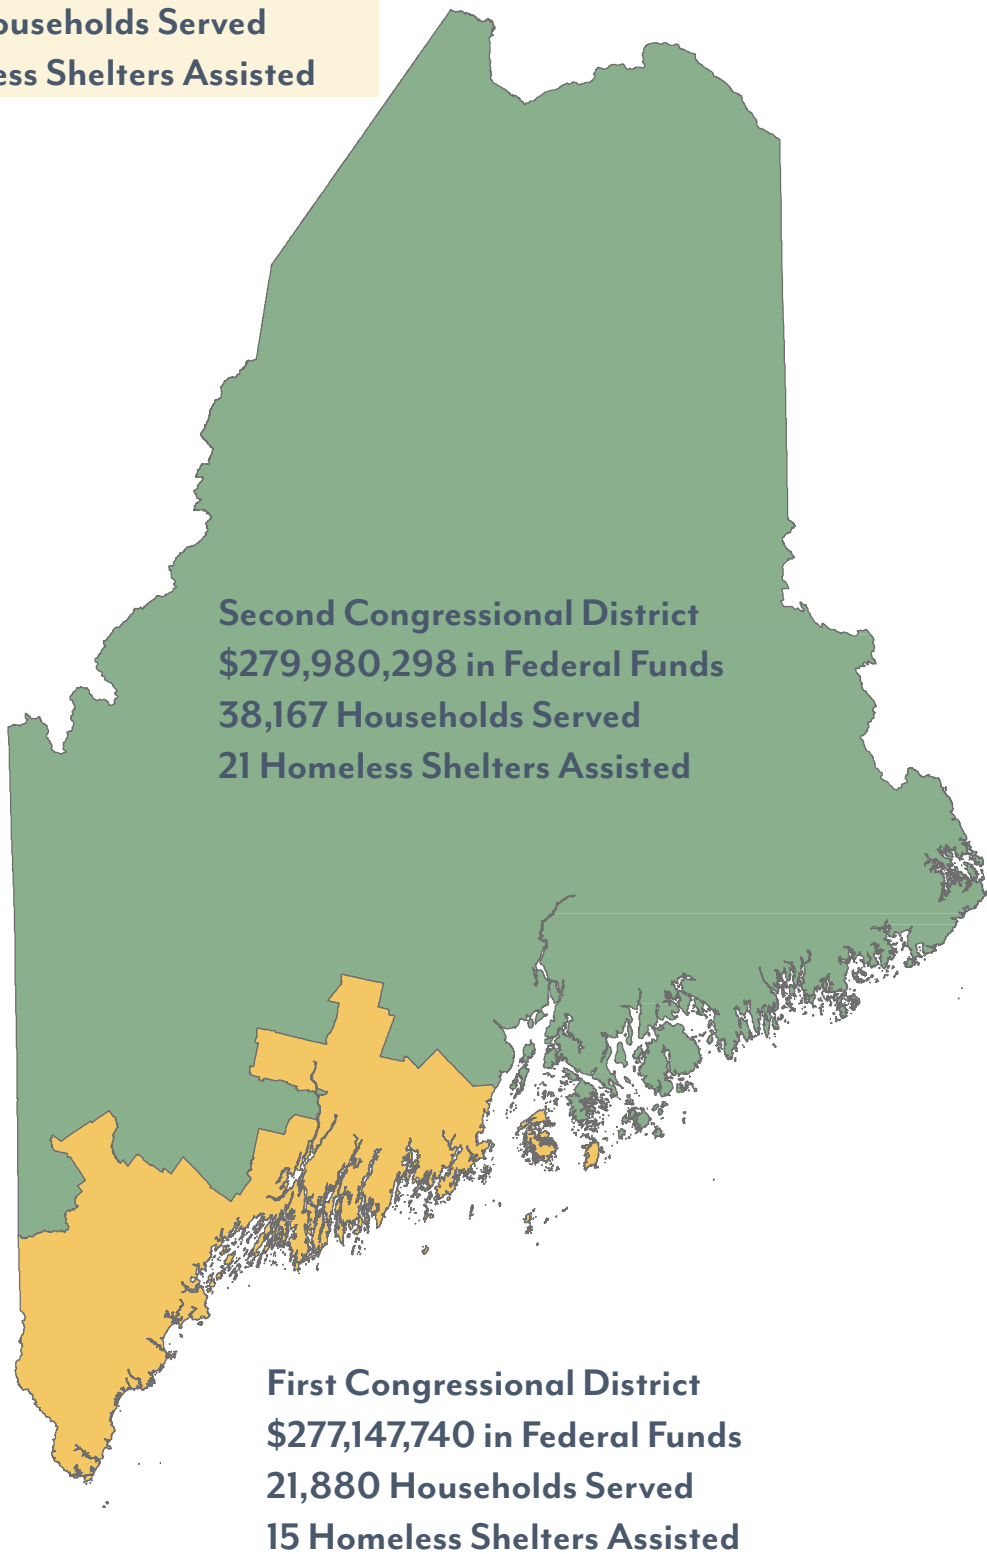 ouseholds Served
ess Shelters Assisted
Second Congressional District
$279,980,298 in Federal Funds
38,167 Households Served
21 Homeless Shelters Assisted
First Congressional District
$277,147,740 in Federal Funds
21,880 Households Served
15 Homeless Shelters Assisted